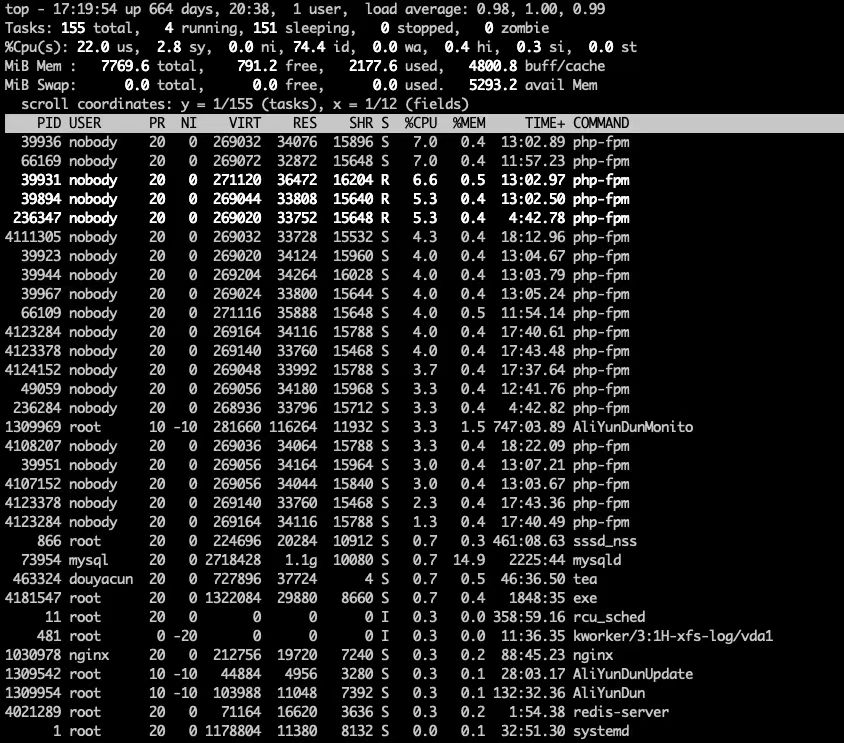 top - 17:19:54 up 664 days, 20:38,  1 user,  load average: 0.98, 1.00, 0.99
Tasks: 155 total,   4 running, 151 sleeping,   0 stopped,   0 zombie
%Cpu(s): 22.0 us,  2.8 sy,  0.0 ni, 74.4 id,  0.0 wa,  0.4 hi,  0.3 si,  0.0 st
MiB Mem :   7769.6 total,    791.2 free,   2177.6 used,   4800.8 buff/cache
MiB Swap:      0.0 total,      0.0 free,      0.0 used.   5293.2 avail Mem
scroll coordinates: y = 1/155 (tasks), x = 1/12 (fields)
PID USER PR NI VIRT RES SHR S %CPU %MEM TIME+ COMMAND
39936 nobody 20 0 269032 34076 15896 S 7.0 0.4 13:02.89 php-fpm
66169 nobody 20 0 269072 32872 15648 S 7.0 0.4 11:57.23 php-fpm
39931 nobody 20 0 271120 36472 16204 R 6.6 0.5 13:02.97 php-fpm
39894 nobody 20 0 269044 33808 15640 R 5.3 0.4 13:02.50 php-fpm
236347 nobody 20 0 269020 33752 15648 R 5.3 0.4 4:42.78 php-fpm
4111305 nobody 20 0 269032 33728 15532 S 4.3 0.4 18:12.96 php-fpm
39923 nobody 20 0 269020 34124 15960 S 4.0 0.4 13:04.67 php-fpm
39944 nobody 20 0 269204 34264 16028 S 4.0 0.4 13:03.79 php-fpm
39967 nobody 20 0 269024 33800 15644 S 4.0 0.4 13:05.24 php-fpm
66109 nobody 20 0 271116 35888 15648 S 4.0 0.5 11:54.14 php-fpm
4123284 nobody 20 0 269164 34116 15788 S 4.0 0.4 17:40.61 php-fpm
4123378 nobody 20 0 269140 33760 15468 S 4.0 0.4 17:43.48 php-fpm
4124152 nobody 20 0 269048 33992 15788 S 3.7 0.4 17:37.64 php-fpm
49059 nobody 20 0 269056 34180 15968 S 3.3 0.4 12:41.76 php-fpm
236284 nobody 20 0 268936 33796 15712 S 3.3 0.4 4:42.82 php-fpm
1309969 root 10 -10 281660 116264 11932 S 3.3 1.5 747:03.89 AliYunDunMonito
4108207 nobody 20 0 269036 34064 15788 S 3.3 0.4 18:22.09 php-fpm
39951 nobody 20 0 269056 34164 15964 S 3.0 0.4 13:07.21 php-fpm
4107152 nobody 20 0 269056 34044 15840 S 3.0 0.4 13:03.67 php-fpm
4123378 nobody 20 0 269140 33760 15468 S 2.3 0.4 17:43.36 php-fpm
4123284 nobody 20 0 269164 34116 15788 S 1.3 0.4 17:40.49 php-fpm
866 root 20 0 224696 20284 10912 S 0.7 0.3 461:08.63 sssd_nss
73954 mysql 20 0 2718428 1.1g 10080 S 0.7 14.9 2225:44 mysqld
463324 douyacun 20 0 727896 37724 4 S 0.7 0.5 46:36.50 tea
4181547 root 20 0 1322084 29880 8660 S 0.7 0.4 1848:35 exe
11 root 20 0 0 0 0 I 0.3 0.0 358:59.16 rcu_sched
481 root 0 -20 0 0 0 I 0.3 0.0 11:36.35 kworker/3:1H-xfs-log/vda1
1030978 nginx 20 0 212756 19720 7240 S 0.3 0.2 88:45.23 nginx
1309542 root 10 -10 44884 4956 3280 S 0.3 0.1 28:03.17 AliYunDunUpdate
1309954 root 10 -10 103988 11048 7392 S 0.3 0.1 132:32.36 AliYunDun
4021289 root 20 0 71164 16620 3636 S 0.3 0.2 1:54.38 redis-server
1 root 20 0 1178804 11380 8132 S 0.0 0.1 32:51.30 systemd